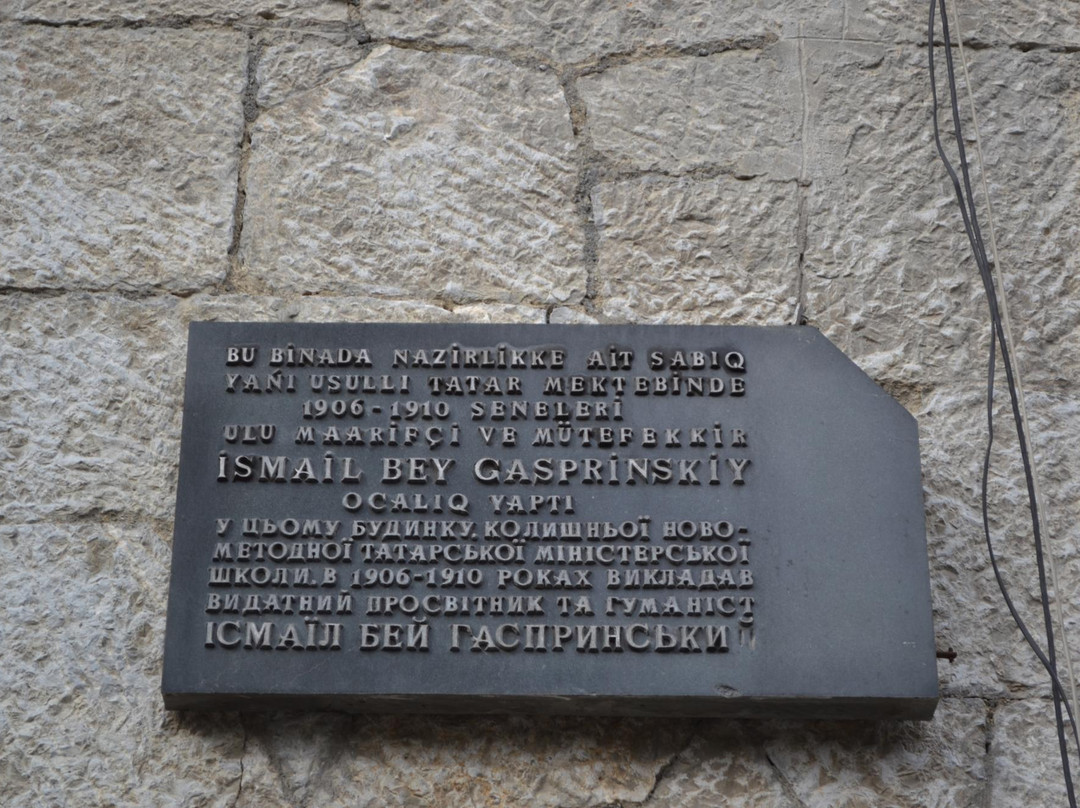 BU BİNADA NAZİRLİKKE AİT SABIQ
YAŃI USULLI TATAR MEKTEBİNDE
1906-1910 SENELERİ
ULU MAARİFÇİ VE MÜTEFEKKİR
İSMAİL BEY GASPRİNSKİY
OCALIQ YAPTI
У ЦЬОМУ БУДИНКУ, КОЛИШНЬОЇ НОВО-
МЕТОДНОЇ ТАТАРСЬКОЇ МІНІСТЕРСЬКОЇ
ШКОЛИ, В 1906-1910 РОКАХ ВИКЛАДАВ
ВИДАТНИЙ ПРОСВІТНИК ТА ГУМАНІСТ
ІСМАЇЛ БЕЙ ГАСПРИНСЬКИЙ